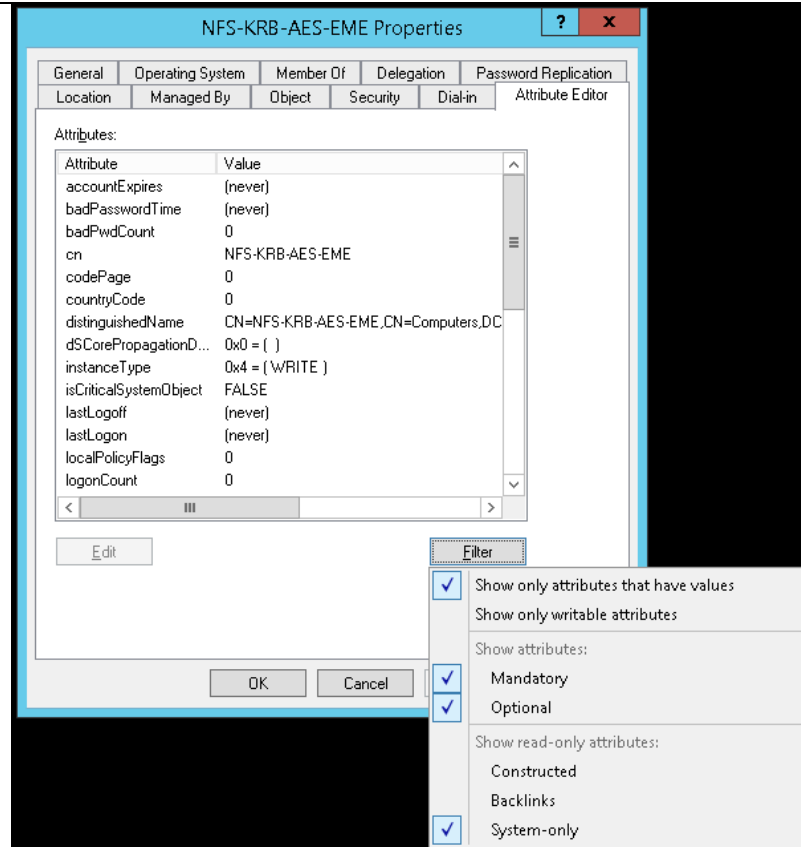 NFS-KRB-AES-EME Properties
? x
General Operating System Member Of Delegation Password Replication
Location Managed By Object Security Dial-in Attribute Editor
Attributes:
Attribute Value
accountExpires (never)
badPasswordTime (never)
badPwdCount 0
cn NFS-KRB-AES-EME
codePage 0
countryCode 0
distinguishedName CN=NFS-KRB-AES-EME,CN=Computers,DC
dSCorePropagationD... 0x0 = ( )
instanceType 0x4 = ( WRITE )
isCriticalSystemObject FALSE
lastLogoff (never)
lastLogon (never)
localPolicyFlags 0
logonCount 0
Edit Filter
Show only attributes that have values
Show only writable attributes
Show attributes:
Mandatory
OK Cancel
Optional
Show read-only attributes:
Constructed
Backlinks
System-only